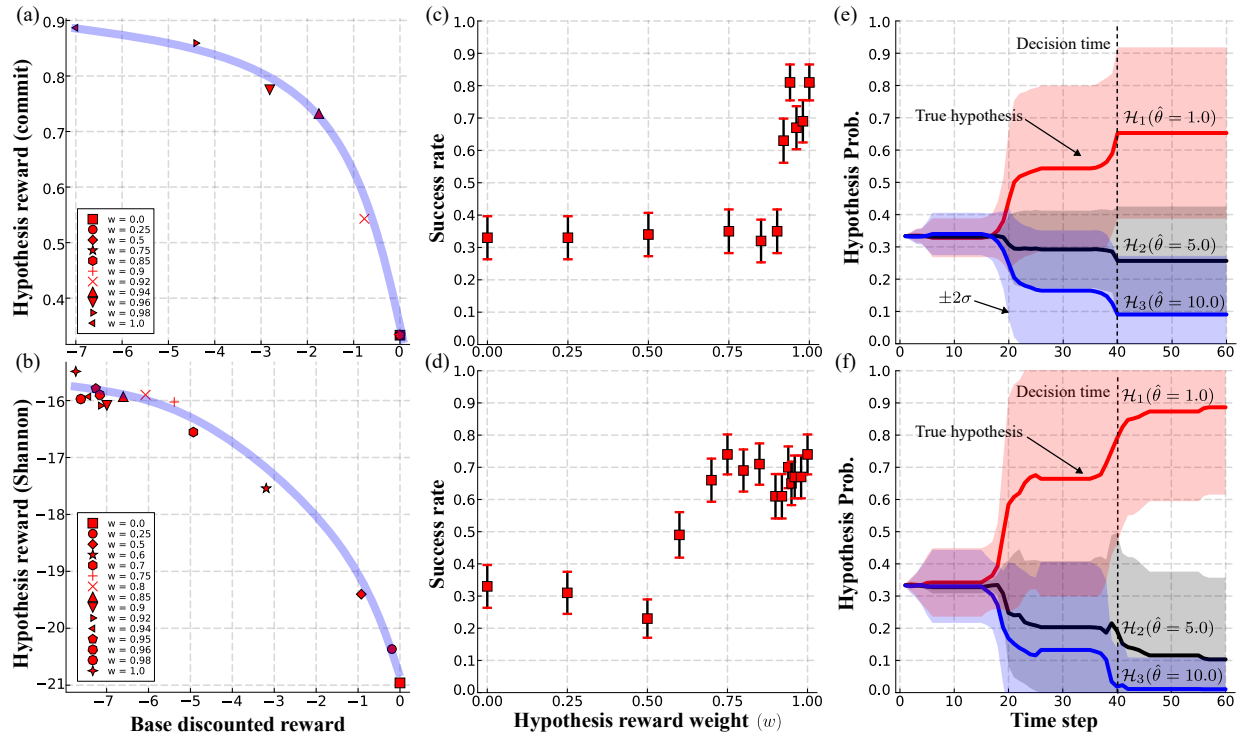 (a)
0.9
0.8
0.7
0.6
0.5
0.4
Hypothesis reward (commit)
w = 0.0
w = 0.25
w = 0.5
w = 0.75
w = 0.85
w = 0.9
w = 0.92
w = 0.94
w = 0.96
w = 0.98
w = 1.0
−7 −6 −5 −4 −3 −2 −1 0
(b)
−16
−17
−18
−19
−20
−21
Hypothesis reward (Shannon)
w = 0.0
w = 0.25
w = 0.5
w = 0.6
w = 0.7
w = 0.75
w = 0.8
w = 0.85
w = 0.9
w = 0.92
w = 0.94
w = 0.95
w = 0.96
w = 0.98
w = 1.0
−7 −6 −5 −4 −3 −2 −1 0
Base discounted reward
(c)
1.0
0.9
0.8
0.7
0.6
0.5
0.4
0.3
0.2
0.1
0.0
Success rate
0.00 0.25 0.50 0.75 1.00
(d)
1.0
0.9
0.8
0.7
0.6
0.5
0.4
0.3
0.2
0.1
0.0
Success rate
0.00 0.25 0.50 0.75 1.00
Hypothesis reward weight (w)
(e)
1.0
0.9
0.8
0.7
0.6
0.5
0.4
0.3
0.2
0.1
0.0
Hypothesis Prob.
Decision time
True hypothesis
H₁(θ̂ = 1.0)
H₂(θ̂ = 5.0)
±2σ
H₃(θ̂ = 10.0)
0 10 20 30 40 50 60
(f)
1.0
0.9
0.8
0.7
0.6
0.5
0.4
0.3
0.2
0.1
0.0
Hypothesis Prob.
Decision time
H₁(θ̂ = 1.0)
True hypothesis
H₂(θ̂ = 5.0)
H₃(θ̂ = 10.0)
0 10 20 30 40 50 60
Time step